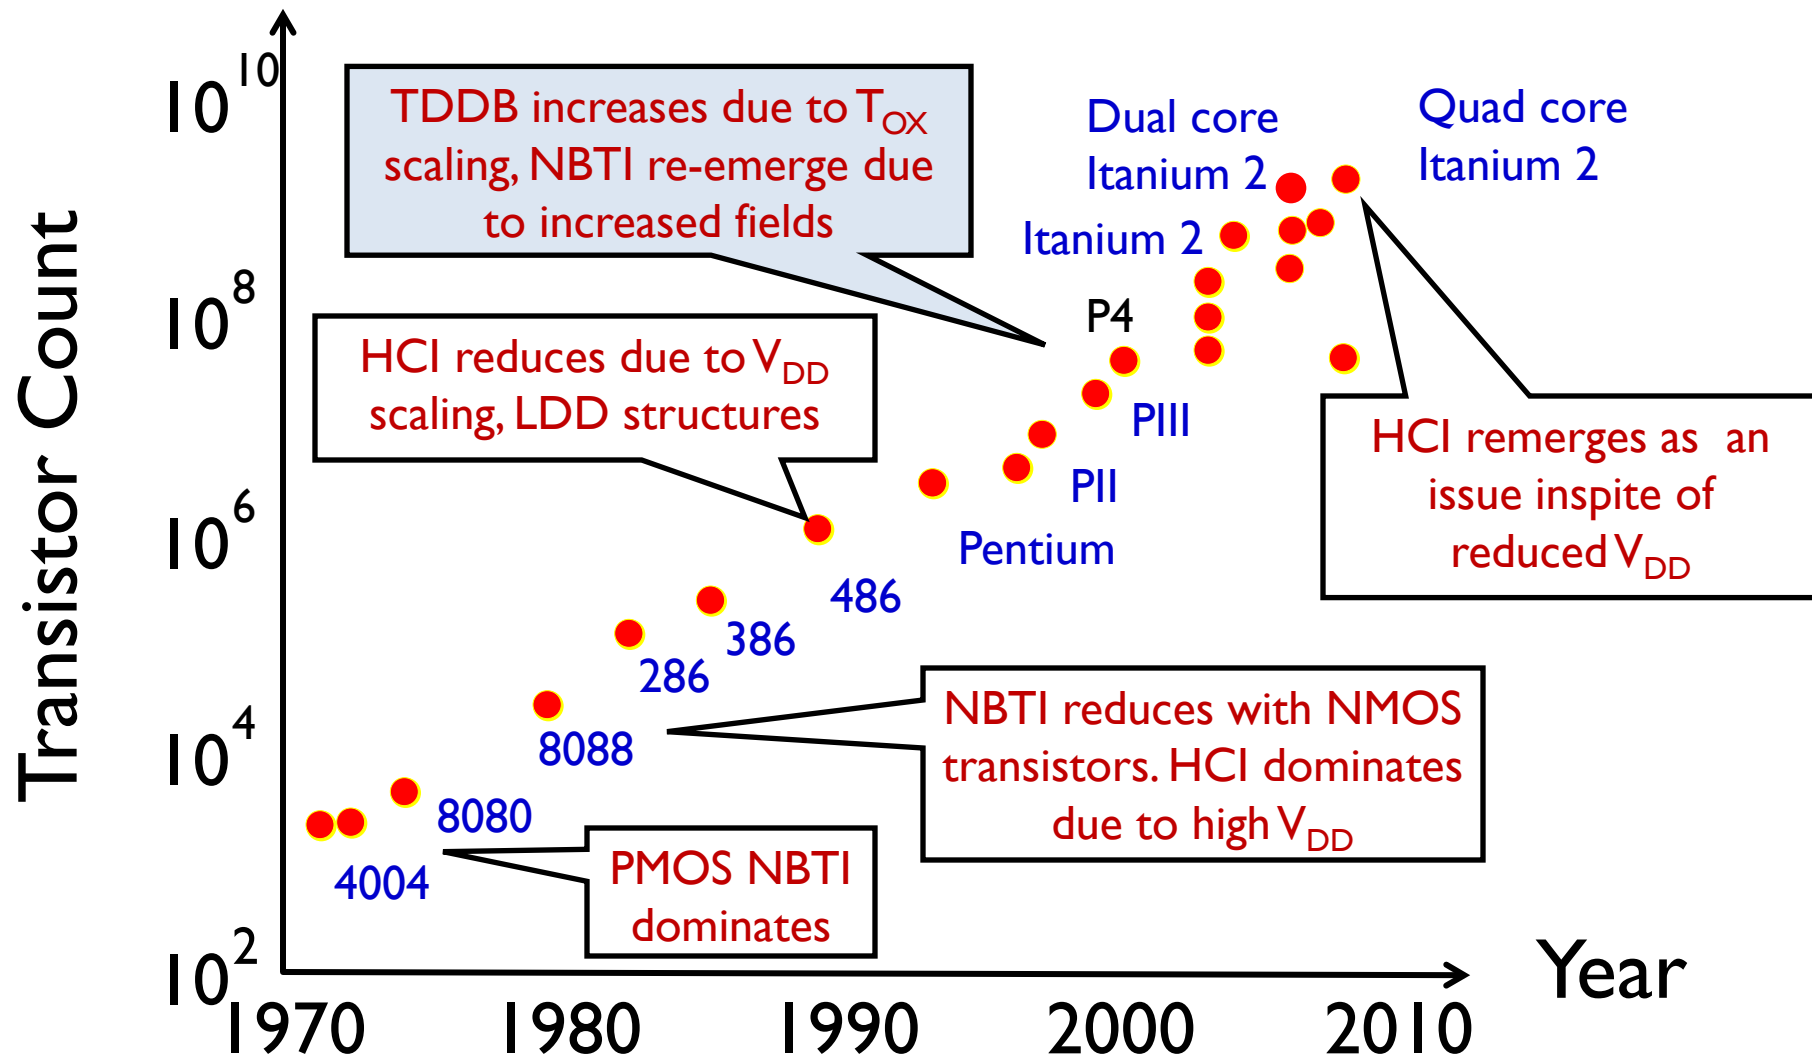 Transistor Count
10^10
10^8
10^6
10^4
10^2
TDDB increases due to T_OX
scaling, NBTI re-emerge due
to increased fields
Dual core
Itanium 2
Quad core
Itanium 2
Itanium 2
P4
HCI reduces due to V_DD
scaling, LDD structures
PIII
PII
Pentium
HCI remerges as an
issue inspite of
reduced V_DD
486
386
286
8088
NBTI reduces with NMOS
transistors. HCI dominates
due to high V_DD
8080
4004
PMOS NBTI
dominates
Year
1970 1980 1990 2000 2010